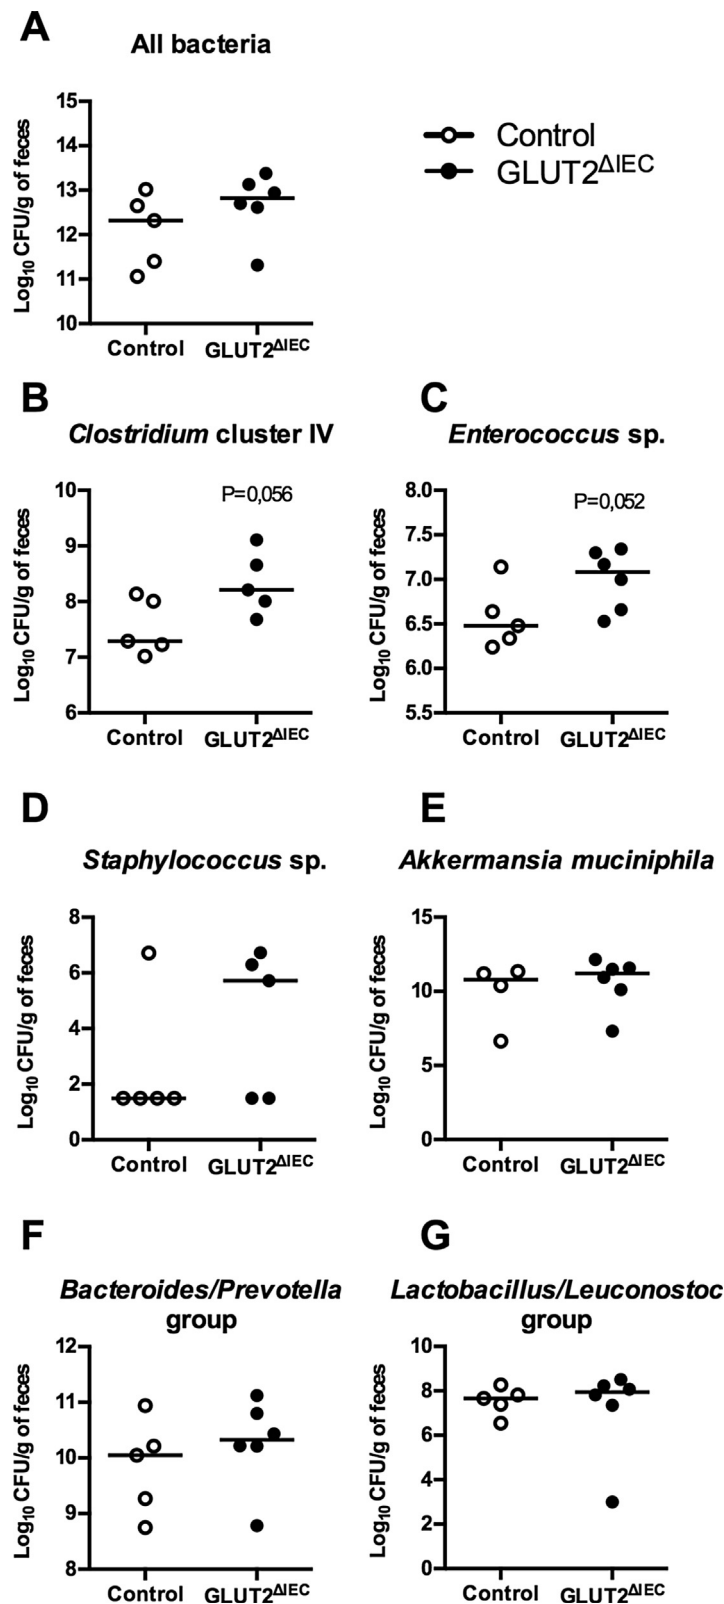 A
All bacteria
Log10 CFU/g of feces
15
14
13
12
11
10
Control
GLUT2ΔIEC
Control
GLUT2ΔIEC
B
Clostridium cluster IV
Log10 CFU/g of feces
10
9
8
7
6
P=0,056
Control
GLUT2ΔIEC
C
Enterococcus sp.
Log10 CFU/g of feces
8.0
7.5
7.0
6.5
6.0
5.5
P=0,052
Control
GLUT2ΔIEC
D
Staphylococcus sp.
Log10 CFU/g of feces
8
6
4
2
0
Control
GLUT2ΔIEC
E
Akkermansia muciniphila
Log10 CFU/g of feces
15
10
5
0
Control
GLUT2ΔIEC
F
Bacteroides/Prevotella
group
Log10 CFU/g of feces
12
11
10
9
8
Control
GLUT2ΔIEC
G
Lactobacillus/Leuconostoc
group
Log10 CFU/g of feces
10
8
6
4
2
0
Control
GLUT2ΔIEC